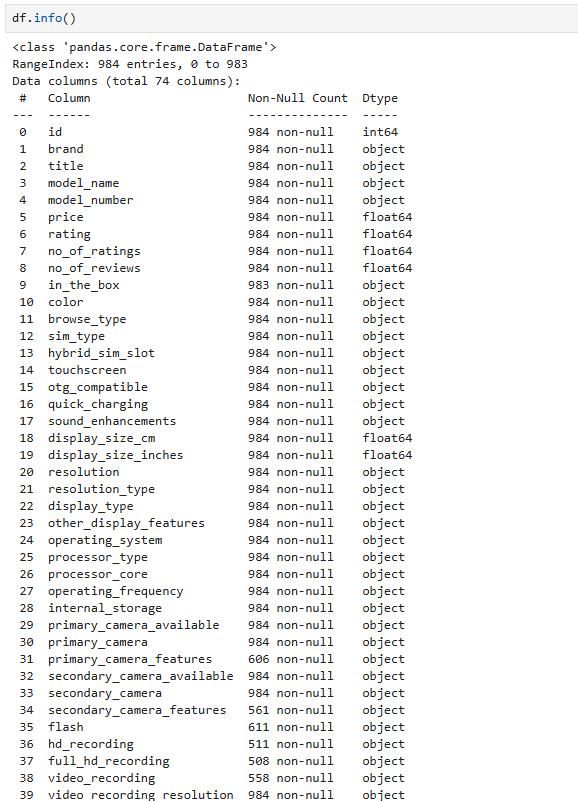 df.info()
<class 'pandas.core.frame.DataFrame'>
RangeIndex: 984 entries, 0 to 983
Data columns (total 74 columns):
 #   Column                      Non-Null Count  Dtype
---  ------                      --------------  -----
 0   id                          984 non-null    int64
 1   brand                       984 non-null    object
 2   title                       984 non-null    object
 3   model_name                  984 non-null    object
 4   model_number                984 non-null    object
 5   price                       984 non-null    float64
 6   rating                      984 non-null    float64
 7   no_of_ratings               984 non-null    float64
 8   no_of_reviews               984 non-null    float64
 9   in_the_box                  983 non-null    object
 10  color                       984 non-null    object
 11  browse_type                 984 non-null    object
 12  sim_type                    984 non-null    object
 13  hybrid_sim_slot             984 non-null    object
 14  touchscreen                 984 non-null    object
 15  otg_compatible              984 non-null    object
 16  quick_charging              984 non-null    object
 17  sound_enhancements          984 non-null    object
 18  display_size_cm             984 non-null    float64
 19  display_size_inches         984 non-null    float64
 20  resolution                  984 non-null    object
 21  resolution_type             984 non-null    object
 22  display_type                984 non-null    object
 23  other_display_features      984 non-null    object
 24  operating_system            984 non-null    object
 25  processor_type              984 non-null    object
 26  processor_core              984 non-null    object
 27  operating_frequency         984 non-null    object
 28  internal_storage            984 non-null    object
 29  primary_camera_available    984 non-null    object
 30  primary_camera              984 non-null    object
 31  primary_camera_features     606 non-null    object
 32  secondary_camera_available  984 non-null    object
 33  secondary_camera            984 non-null    object
 34  secondary_camera_features   561 non-null    object
 35  flash                       611 non-null    object
 36  hd_recording                511 non-null    object
 37  full_hd_recording           508 non-null    object
 38  video_recording             558 non-null    object
 39  video_recording_resolution  984 non-null    object